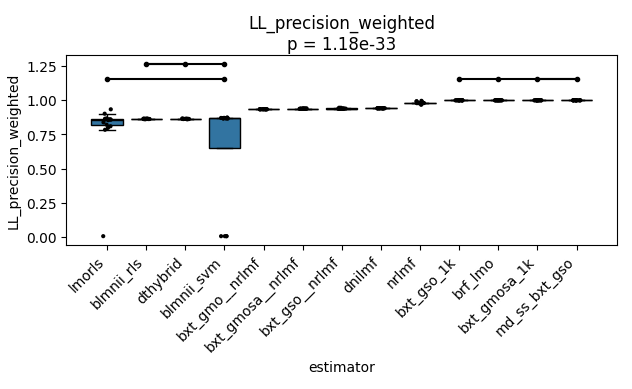 LL_precision_weighted
p = 1.18e-33
LL_precision_weighted
1.25
1.00
0.75
0.50
0.25
0.00
lmorls
blmnii_rls
dthybrid
blmnii_svm
bxt_gmo__nrlmf
bxt_gmosa__nrlmf
bxt_gso__nrlmf
dnilmf
nrlmf
bxt_gso_1k
brf_lmo
bxt_gmosa_1k
md_ss_bxt_gso
estimator